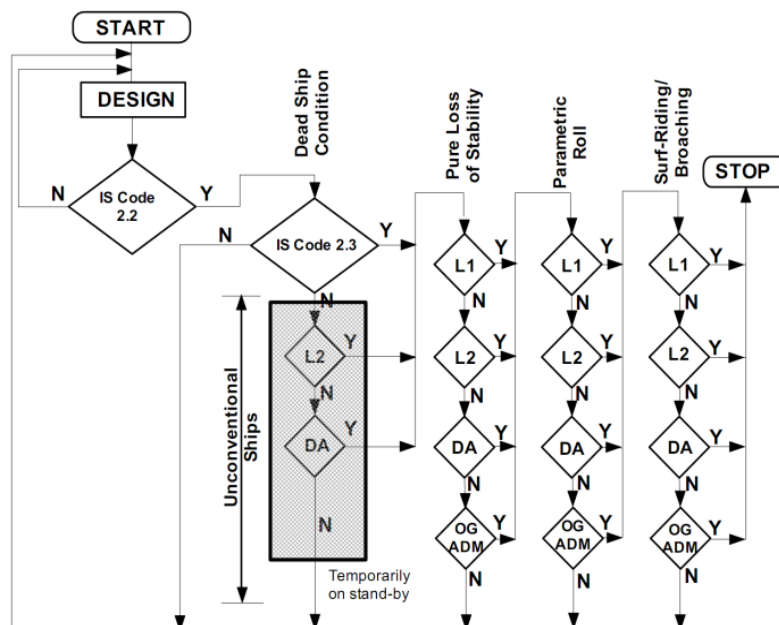 START
DESIGN
IS Code
2.2
N
Y
Dead Ship
Condition
IS Code 2.3
N
Y
N
L2
Y
N
DA
Y
N
Unconventional
Ships
Temporarily
on stand-by
Pure Loss
of Stability
L1
Y
N
L2
Y
N
DA
Y
N
OG
ADM
Y
N
Parametric
Roll
L1
Y
N
L2
Y
N
DA
Y
N
OG
ADM
Y
N
Surf-Riding/
Broaching
L1
Y
N
L2
Y
N
DA
Y
N
OG
ADM
Y
N
STOP